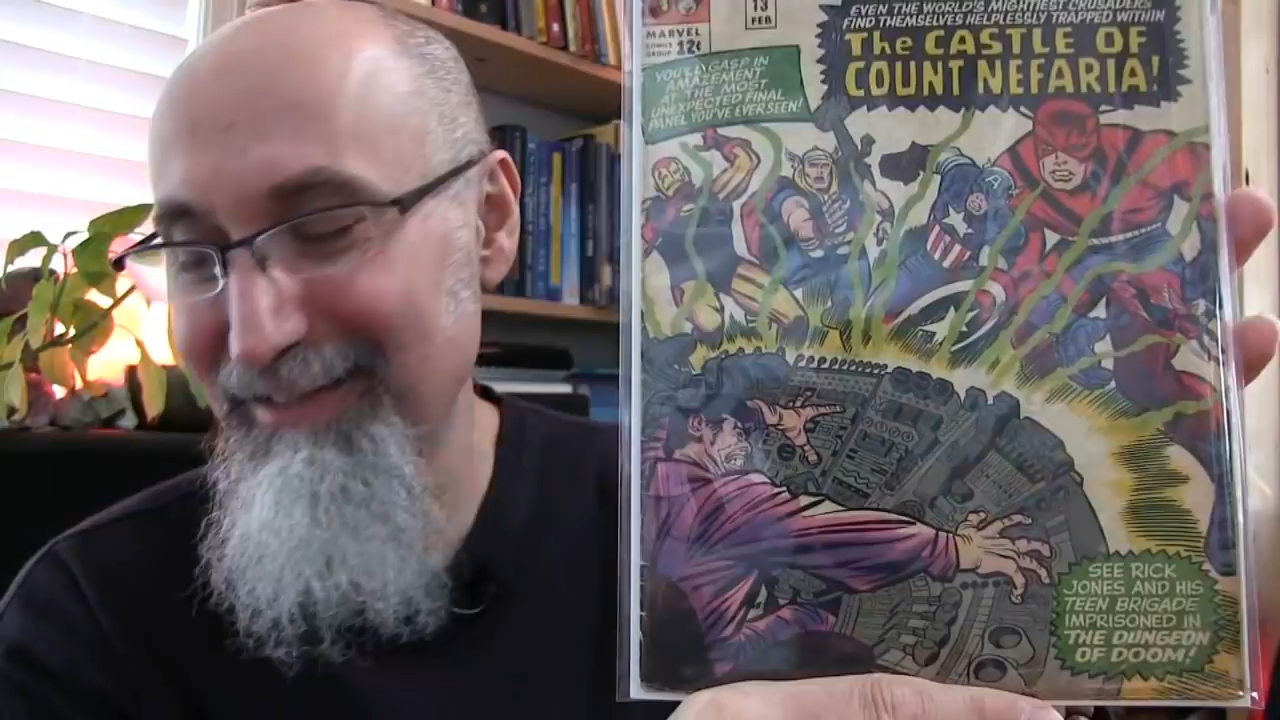 EVEN THE WORLD'S MIGHTIEST CRUSADERS
FIND THEMSELVES HELPLESSLY TRAPPED WITHIN
The CASTLE OF
COUNT NEFARIA!
13
FEB
MARVEL
COMICS
GROUP
12¢
YOU'LL GASP IN
AMAZEMENT
AT THE MOST
UNEXPECTED FINAL
PANEL YOU'VE EVER SEEN!
A
SEE RICK
JONES AND HIS
TEEN BRIGADE
IMPRISONED IN
"THE DUNGEON
OF DOOM!"